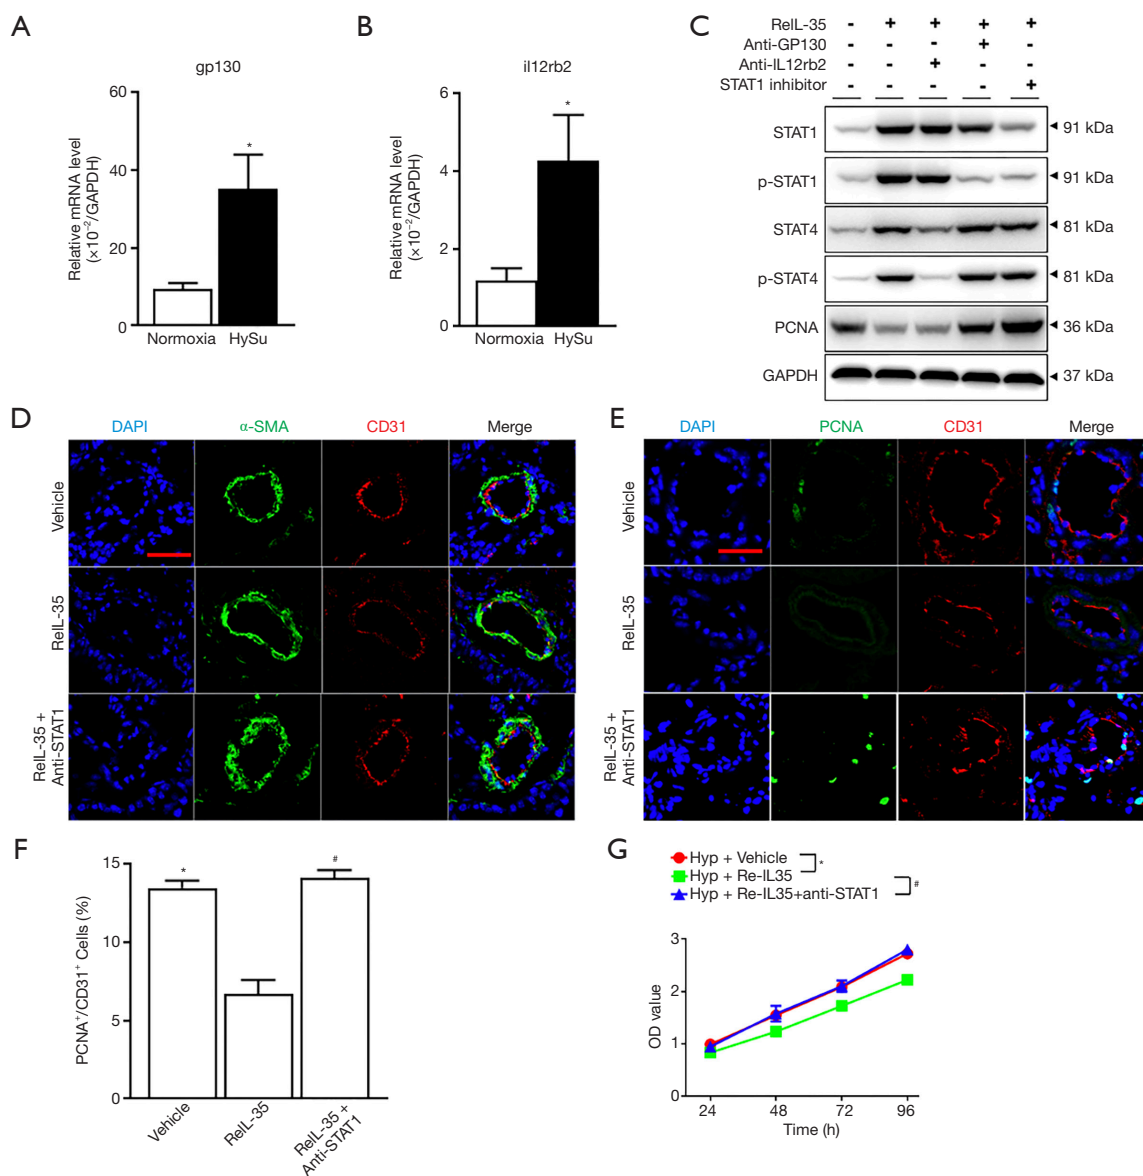 A
gp130
Relative mRNA level
(×10⁻²/GAPDH)
60
40
20
0
Normoxia HySu
B
il12rb2
Relative mRNA level
(×10⁻²/GAPDH)
6
4
2
0
*
*
Normoxia HySu
C
ReIL-35 - + + + +
Anti-GP130 - - - + -
Anti-IL12rb2 - - + - -
STAT1 inhibitor - - - - +
STAT1 91 kDa
p-STAT1 91 kDa
STAT4 81 kDa
p-STAT4 81 kDa
PCNA 36 kDa
GAPDH 37 kDa
D
DAPI α-SMA CD31 Merge
Vehicle
ReIL-35
ReIL-35 +
Anti-STAT1
E
DAPI PCNA CD31 Merge
Vehicle
ReIL-35
ReIL-35 +
Anti-STAT1
F
PCNA⁺/CD31⁺ Cells (%)
15
10
5
0
*
#
Vehicle
ReIL-35
ReIL-35 +
Anti-STAT1
G
Hyp + Vehicle
Hyp + Re-IL35
Hyp + Re-IL35+anti-STAT1
*
#
OD value
3
2
1
0
24 48 72 96
Time (h)